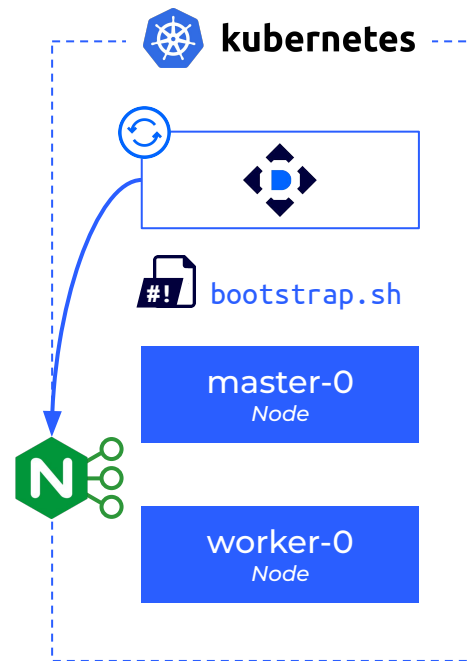 kubernetes
D
#!
bootstrap.sh
master-0
Node
N
worker-0
Node